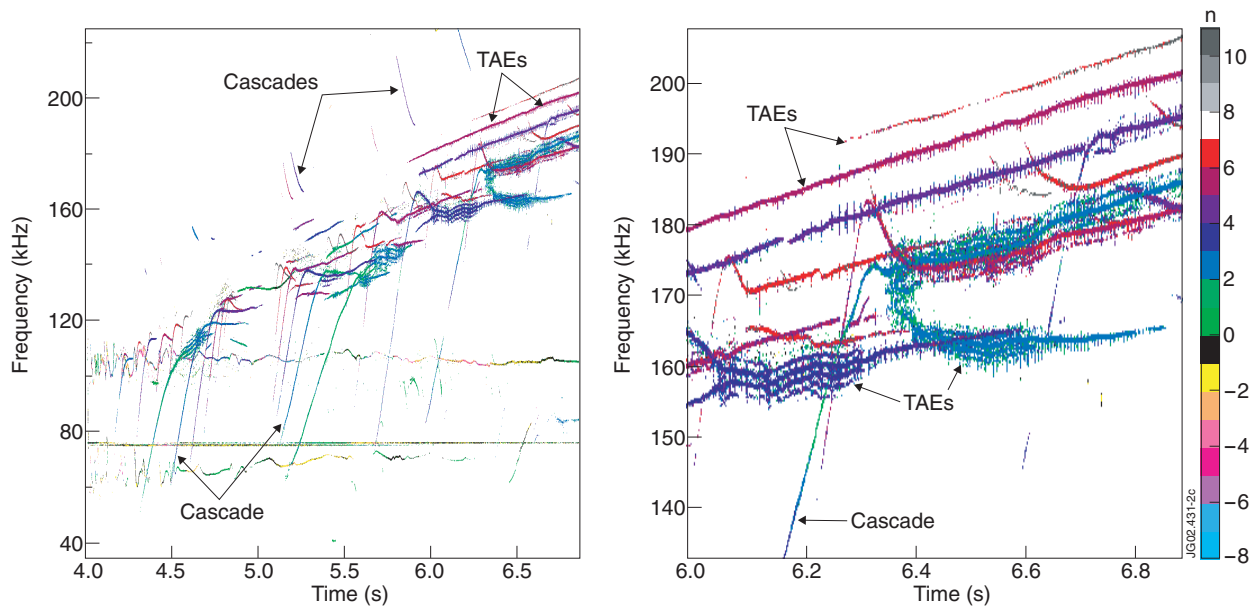 200
160
120
80
40
Frequency (kHz)
4.0
4.5
5.0
5.5
6.0
6.5
Time (s)
Cascades
TAEs
Cascade
200
190
180
170
160
150
140
Frequency (kHz)
6.0
6.2
6.4
6.6
6.8
Time (s)
TAEs
TAEs
Cascade
JG02.431-2c
n
10
8
6
4
2
0
−2
−4
−6
−8